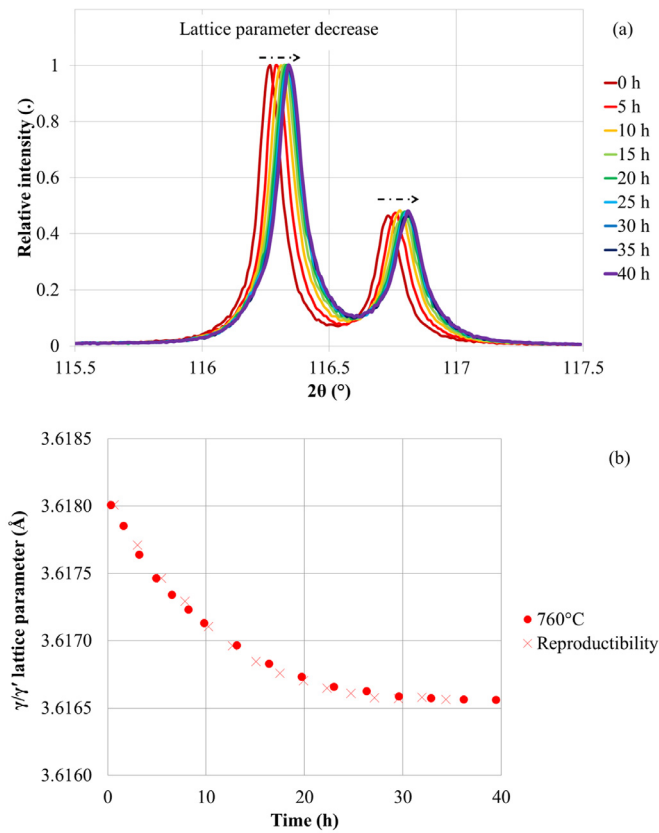 Lattice parameter decrease
(a)
Relative intensity (.)
1
0.8
0.6
0.4
0.2
0
115.5
116
116.5
117
117.5
2θ (°)
0 h
5 h
10 h
15 h
20 h
25 h
30 h
35 h
40 h
(b)
γ/γ′ lattice parameter (Å)
3.6185
3.6180
3.6175
3.6170
3.6165
3.6160
0
10
20
30
40
Time (h)
760°C
Reproductibility